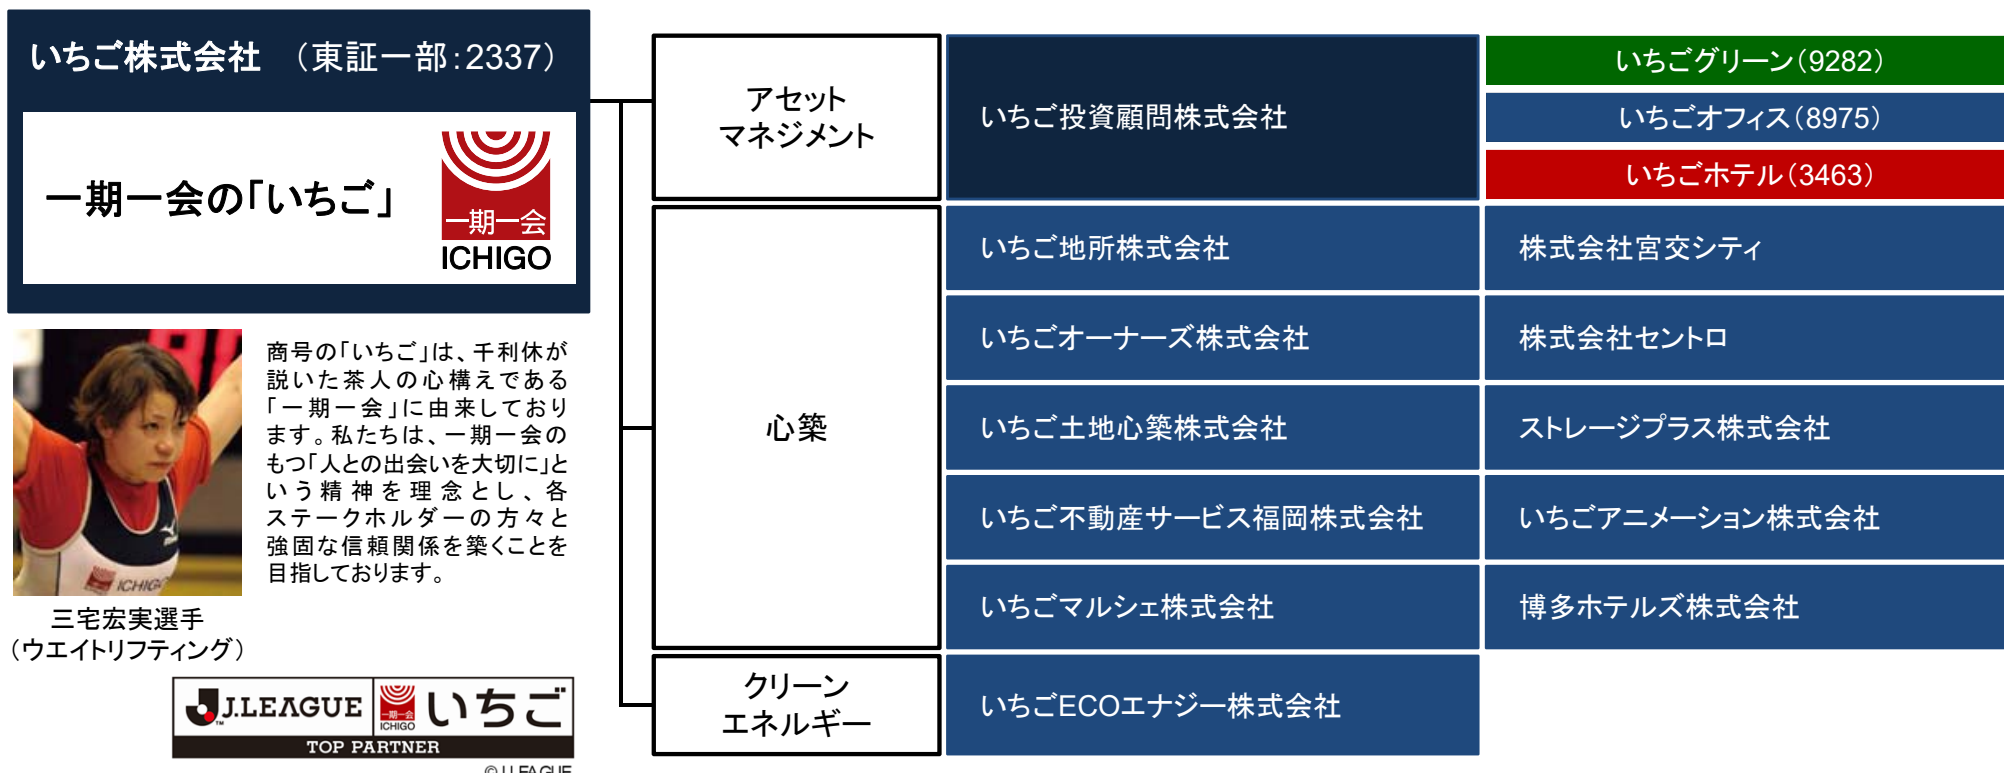 いちご株式会社 （東証一部：2337）
一期一会の「いちご」
一期一会
ICHIGO
商号の「いちご」は、千利休が
説いた茶人の心構えである
「一期一会」に由来しており
ます。私たちは、一期一会の
もつ「人との出会いを大切に」と
いう精神を理念とし、各
ステークホルダーの方々と
強固な信頼関係を築くことを
目指しております。
ICHIGO
三宅宏実選手
（ウエイトリフティング）
J.LEAGUE
TM
一期一会
ICHIGO
いちご
TOP PARTNER
© J.LEAGUE
アセット
マネジメント
いちご投資顧問株式会社
いちごグリーン（9282）
いちごオフィス（8975）
いちごホテル（3463）
心築
いちご地所株式会社
株式会社宮交シティ
いちごオーナーズ株式会社
株式会社セントロ
いちご土地心築株式会社
ストレージプラス株式会社
いちご不動産サービス福岡株式会社
いちごアニメーション株式会社
いちごマルシェ株式会社
博多ホテルズ株式会社
クリーン
エネルギー
いちごECOエナジー株式会社